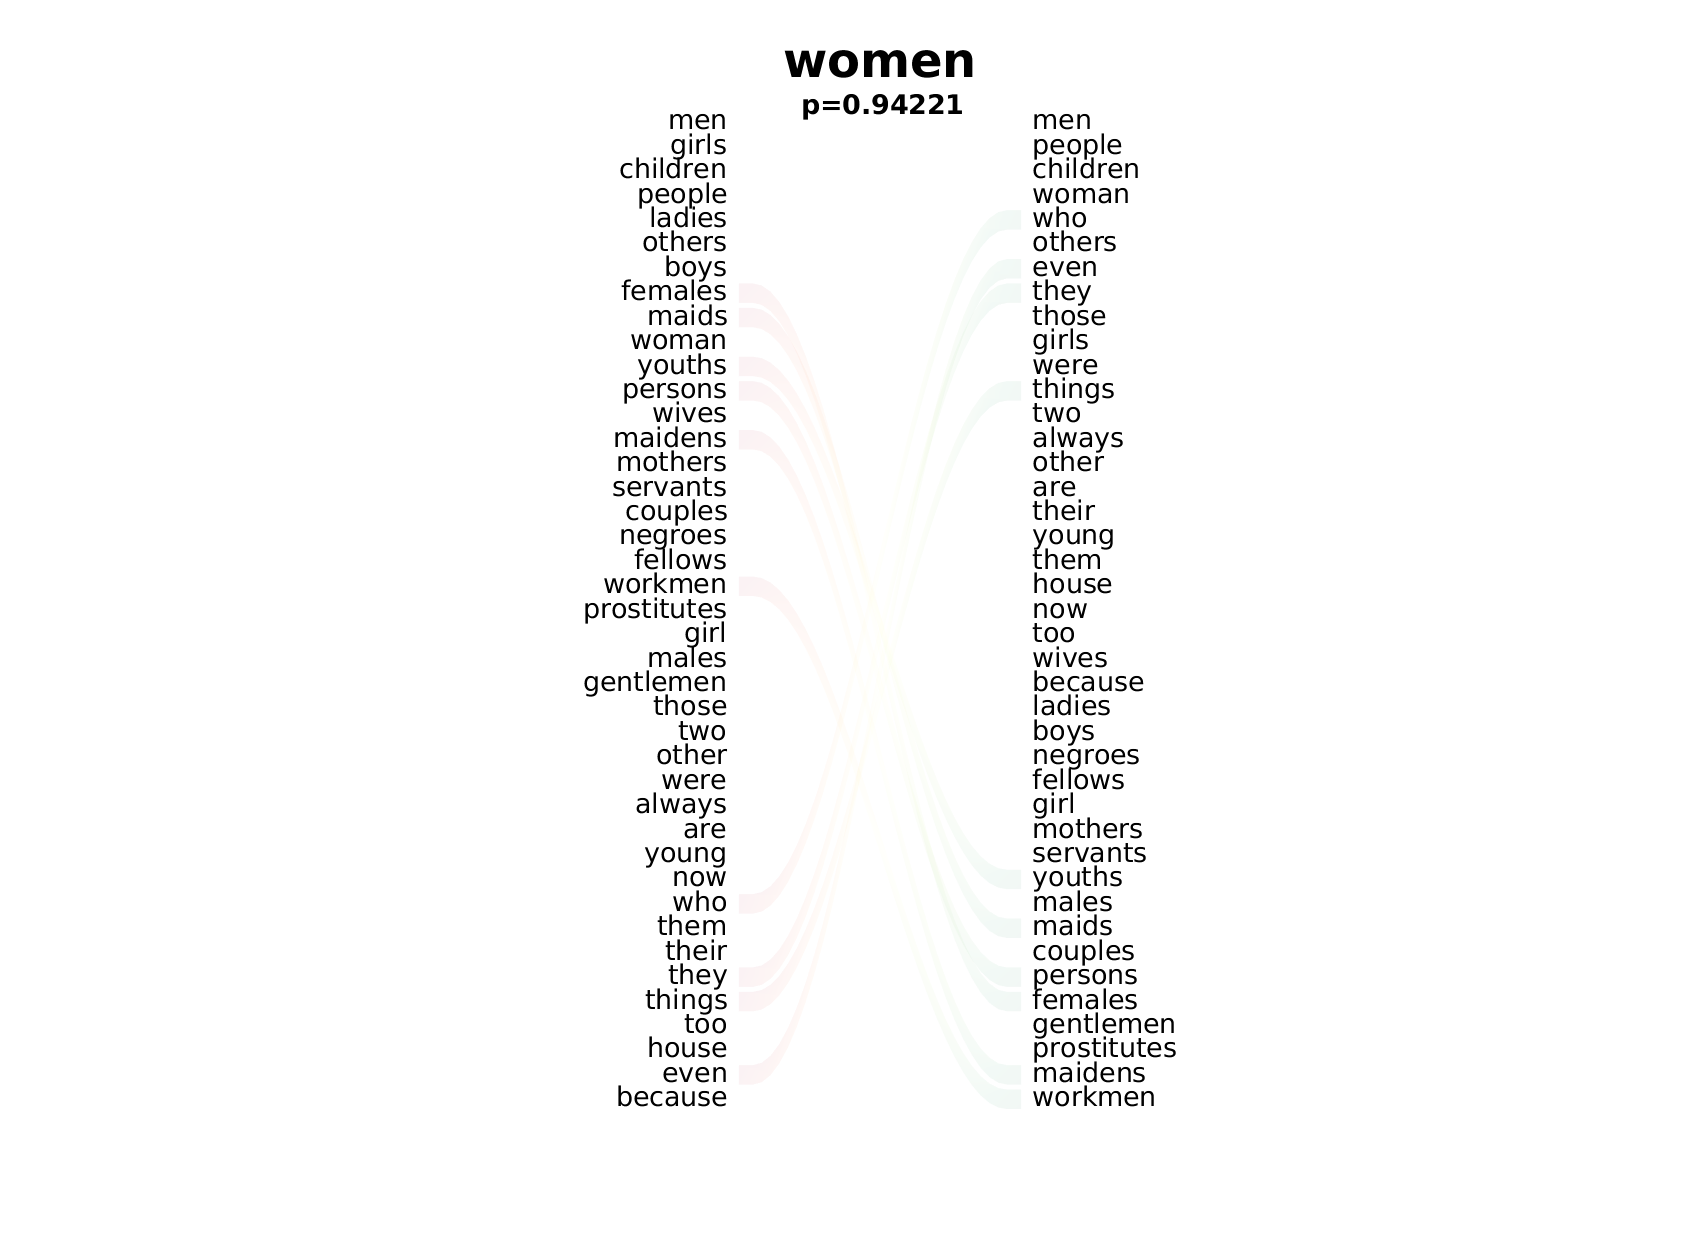 women
p=0.94221
men men
girls people
children children
people woman
ladies who
others others
boys even
females they
maids those
woman girls
youths were
persons things
wives two
maidens always
mothers other
servants are
couples their
negroes young
fellows them
workmen house
prostitutes now
girl too
males wives
gentlemen because
those ladies
two boys
other negroes
were fellows
always girl
are mothers
young servants
now youths
who males
them maids
their couples
they persons
things females
too gentlemen
house prostitutes
even maidens
because workmen